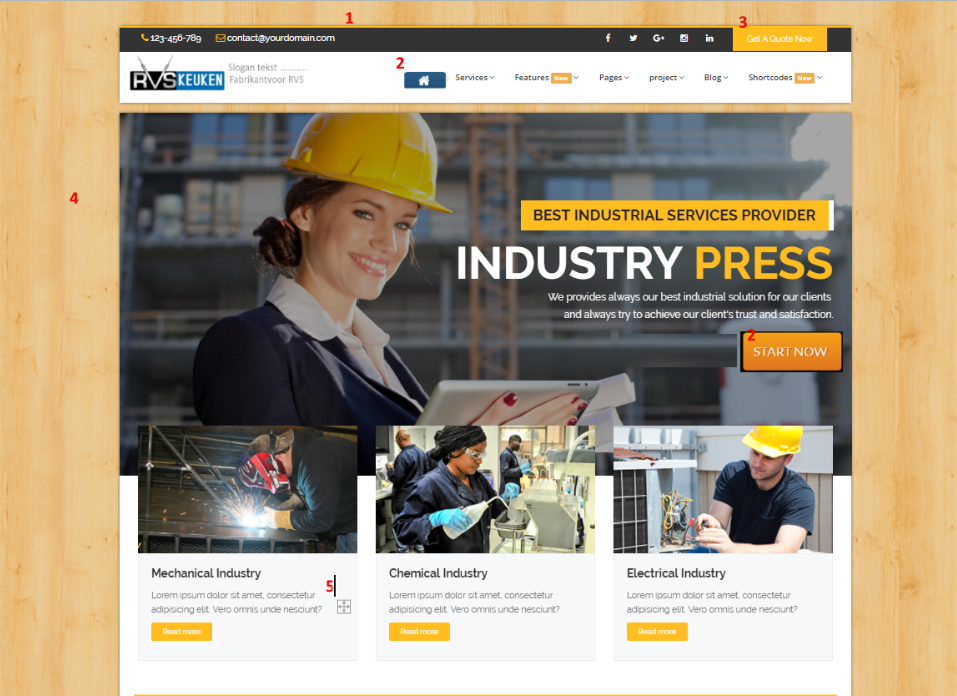 1
3
123-456-789 contact@yourdomain.com Get A Quote Now
2
RVS KEUKEN
Slogan tekst ...........
Fabrikantvoor RVS
Services Features New Pages project Blog Shortcodes New
4
BEST INDUSTRIAL SERVICES PROVIDER
INDUSTRY PRESS
We provides always our best industrial solution for our clients
and always try to achieve our client's trust and satisfaction.
2
START NOW
Mechanical Industry
5
Lorem ipsum dolor sit amet, consectetur
adipisicing elit. Vero omnis unde nesciunt?
Read more
Chemical Industry
Lorem ipsum dolor sit amet, consectetur
adipisicing elit. Vero omnis unde nesciunt?
Read more
Electrical Industry
Lorem ipsum dolor sit amet, consectetur
adipisicing elit. Vero omnis unde nesciunt?
Read more